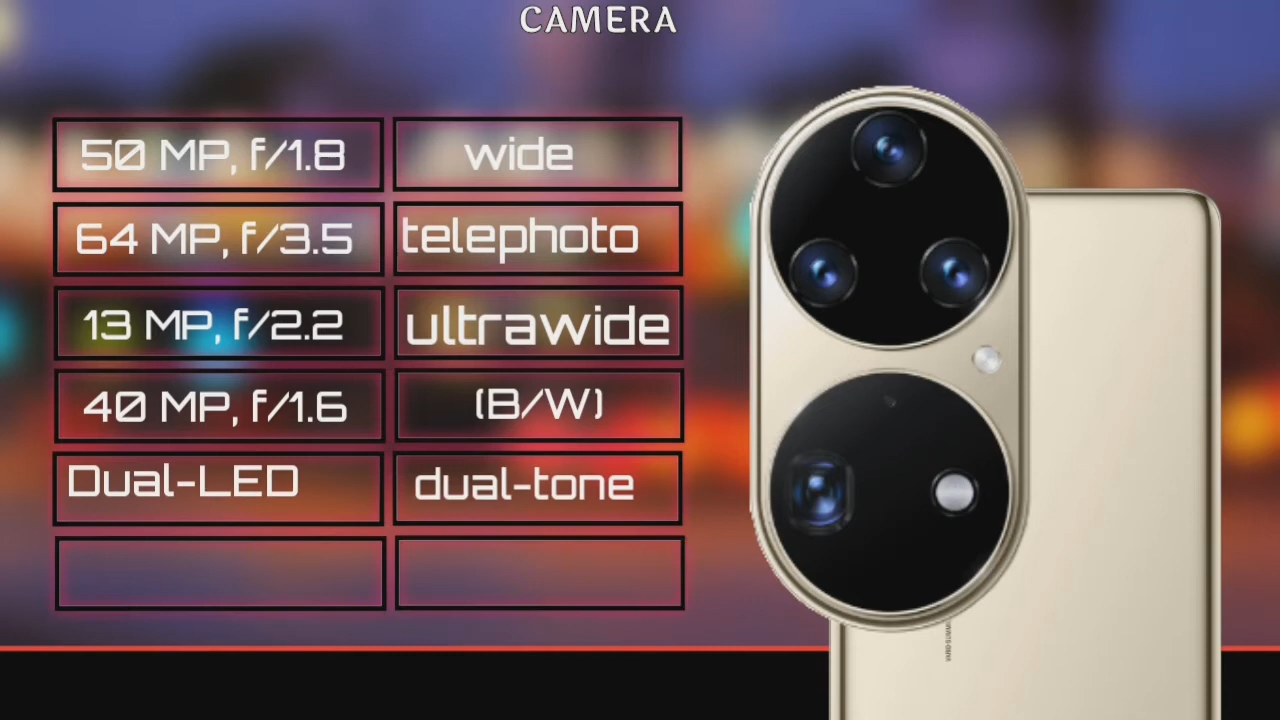 CAMERA
50 MP, f/1.8 wide
64 MP, f/3.5 telephoto
13 MP, f/2.2 ultrawide
40 MP, f/1.6 (B/W)
Dual-LED dual-tone